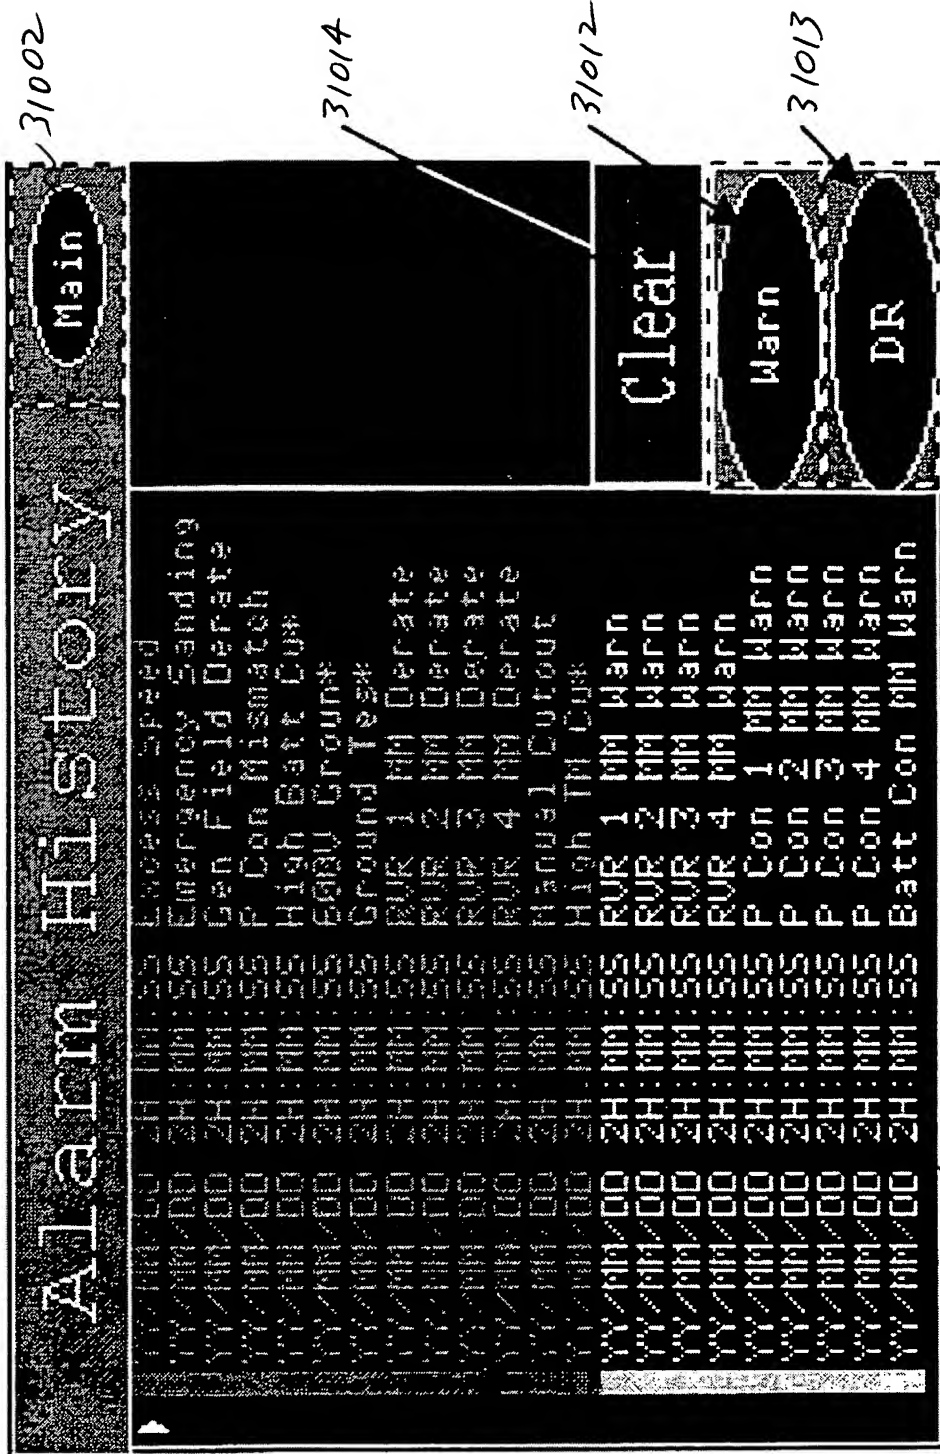 Alarm History
Main
31002
YY/MM/DD 2H:MM:SS Excess Speed
YY/MM/DD 2H:MM:SS Emergency Sanding
YY/MM/DD 2H:MM:SS Gen Field Derate
YY/MM/DD 2H:MM:SS P Con Mismatch
YY/MM/DD 2H:MM:SS High Batt Cu**
YY/MM/DD 2H:MM:SS Groun**
YY/MM/DD 2H:MM:SS Ground Tes**
YY/MM/DD 2H:MM:SS RVR 1 MM Derate
YY/MM/DD 2H:MM:SS RVR 2 MM Derate
YY/MM/DD 2H:MM:SS RVR 3 MM Derate
YY/MM/DD 2H:MM:SS RVR 4 MM Derate
YY/MM/DD 2H:MM:SS Manual Cutout
YY/MM/DD 2H:MM:SS High TM Cu**
YY/MM/DD 2H:MM:SS RVR 1 MM Warn
YY/MM/DD 2H:MM:SS RVR 2 MM Warn
YY/MM/DD 2H:MM:SS RVR 3 MM Warn
YY/MM/DD 2H:MM:SS RVR 4 MM Warn
YY/MM/DD 2H:MM:SS P Con 1 MM Warn
YY/MM/DD 2H:MM:SS P Con 2 MM Warn
YY/MM/DD 2H:MM:SS P Con 3 MM Warn
YY/MM/DD 2H:MM:SS P Con 4 MM Warn
YY/MM/DD 2H:MM:SS Batt Con MM Warn
31014
Clear
31012
Warn
31013
DR